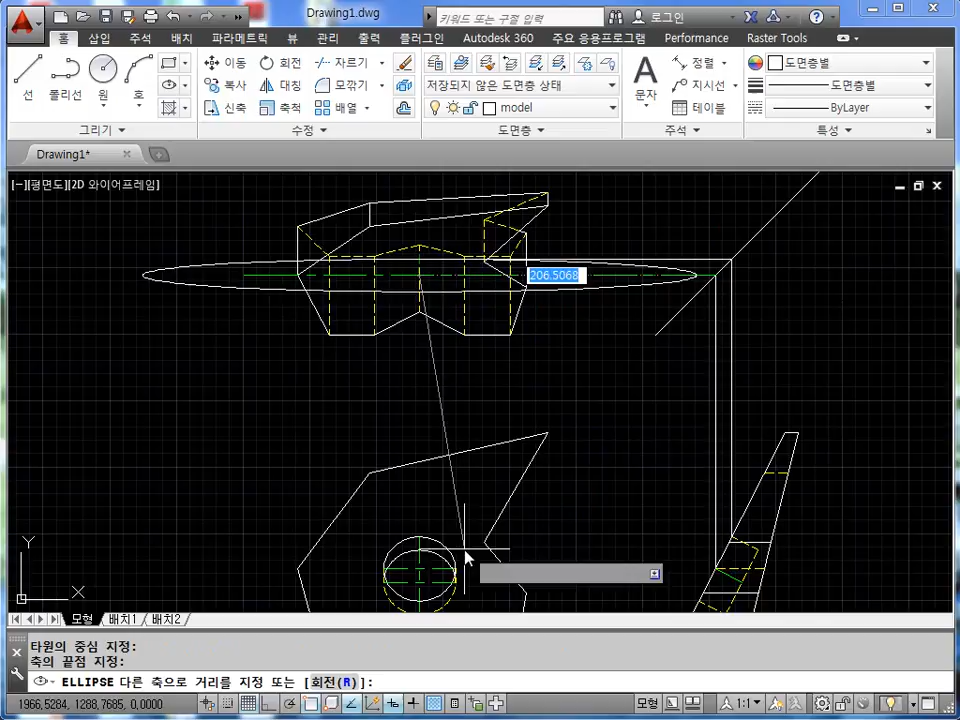 Drawing1.dwg
키워드 또는 구절 입력
로그인
홈 삽입 주석 배치 파라메트릭 뷰 관리 출력 플러그인 Autodesk 360 주요 응용프로그램 Performance Raster Tools
선 폴리선 원 호
이동 회전 자르기
복사 대칭 모깎기
신축 축척 배열
저장되지 않은 도면층 상태
model
문자
정렬
지시선
테이블
도면층별
도면층별
ByLayer
그리기 수정 도면층 주석 특성
Drawing1*
[−][평면도][2D 와이어프레임]
206.5068
Y
X
모형 배치1 배치2
타원의 중심 지정:
축의 끝점 지정:
ELLIPSE 다른 축으로 거리를 지정 또는 [회전(R)]:
1966,5284, 1288,7685, 0,0000
모형
1:1